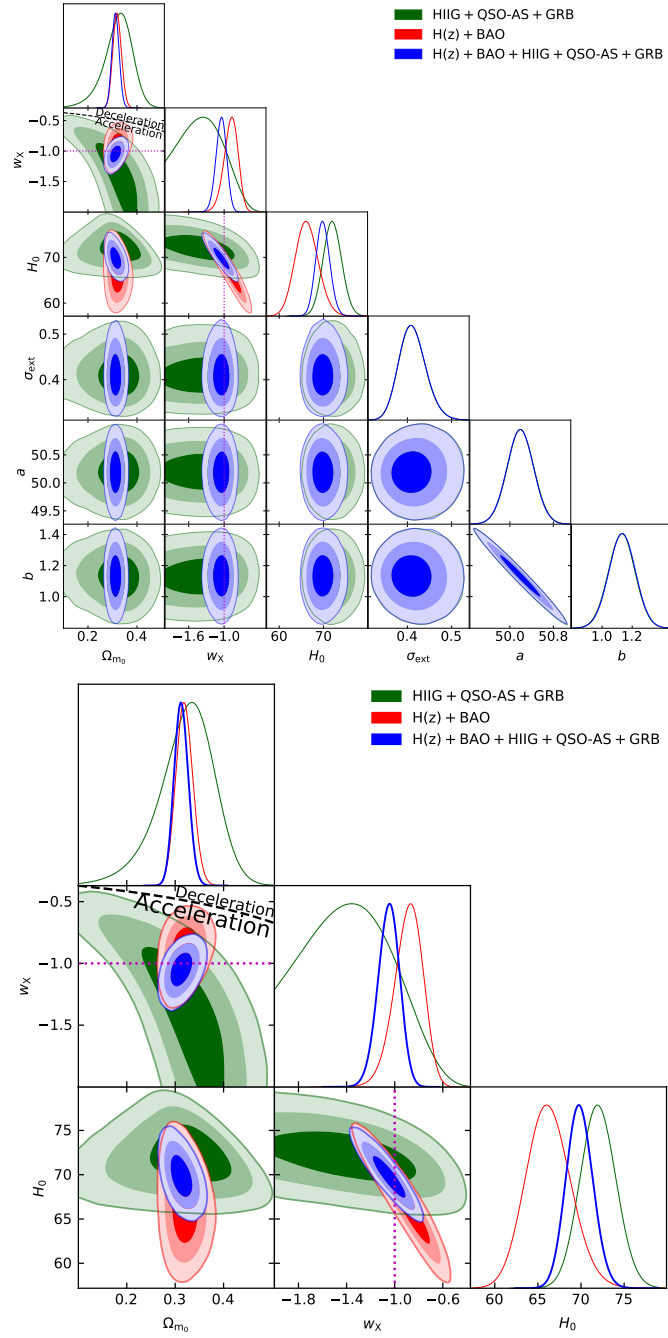 HIIG + QSO-AS + GRB
H(z) + BAO
H(z) + BAO + HIIG + QSO-AS + GRB
Deceleration
Acceleration
−0.5
−1.0
−1.5
w_X
70
60
H_0
0.5
0.4
σ_ext
50.5
50.0
49.5
a
1.4
1.2
1.0
b
0.2 0.4 −1.6 −1.0 60 70 0.4 0.5 50.0 50.8 1.0 1.2
Ω_m₀ w_X H_0 σ_ext a b
HIIG + QSO-AS + GRB
H(z) + BAO
H(z) + BAO + HIIG + QSO-AS + GRB
Deceleration
Acceleration
−0.5
−1.0
−1.5
w_X
75
70
65
60
H_0
0.2 0.3 0.4 −1.8 −1.4 −1.0 −0.6 60 65 70 75
Ω_m₀ w_X H_0